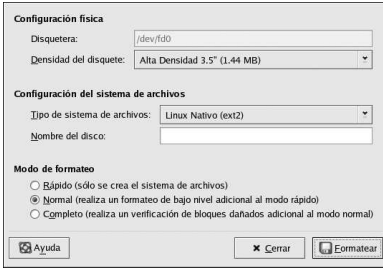 Configuración física
Disquetera: /dev/fd0
Densidad del disquete: Alta Densidad 3.5" (1.44 MB)
Configuración del sistema de archivos
Tipo de sistema de archivos: Linux Nativo (ext2)
Nombre del disco:
Modo de formateo
Rápido (sólo se crea el sistema de archivos)
Normal (realiza un formateo de bajo nivel adicional al modo rápido)
Completo (realiza un verificación de bloques dañados adicional al modo normal)
Ayuda Cerrar Formatear